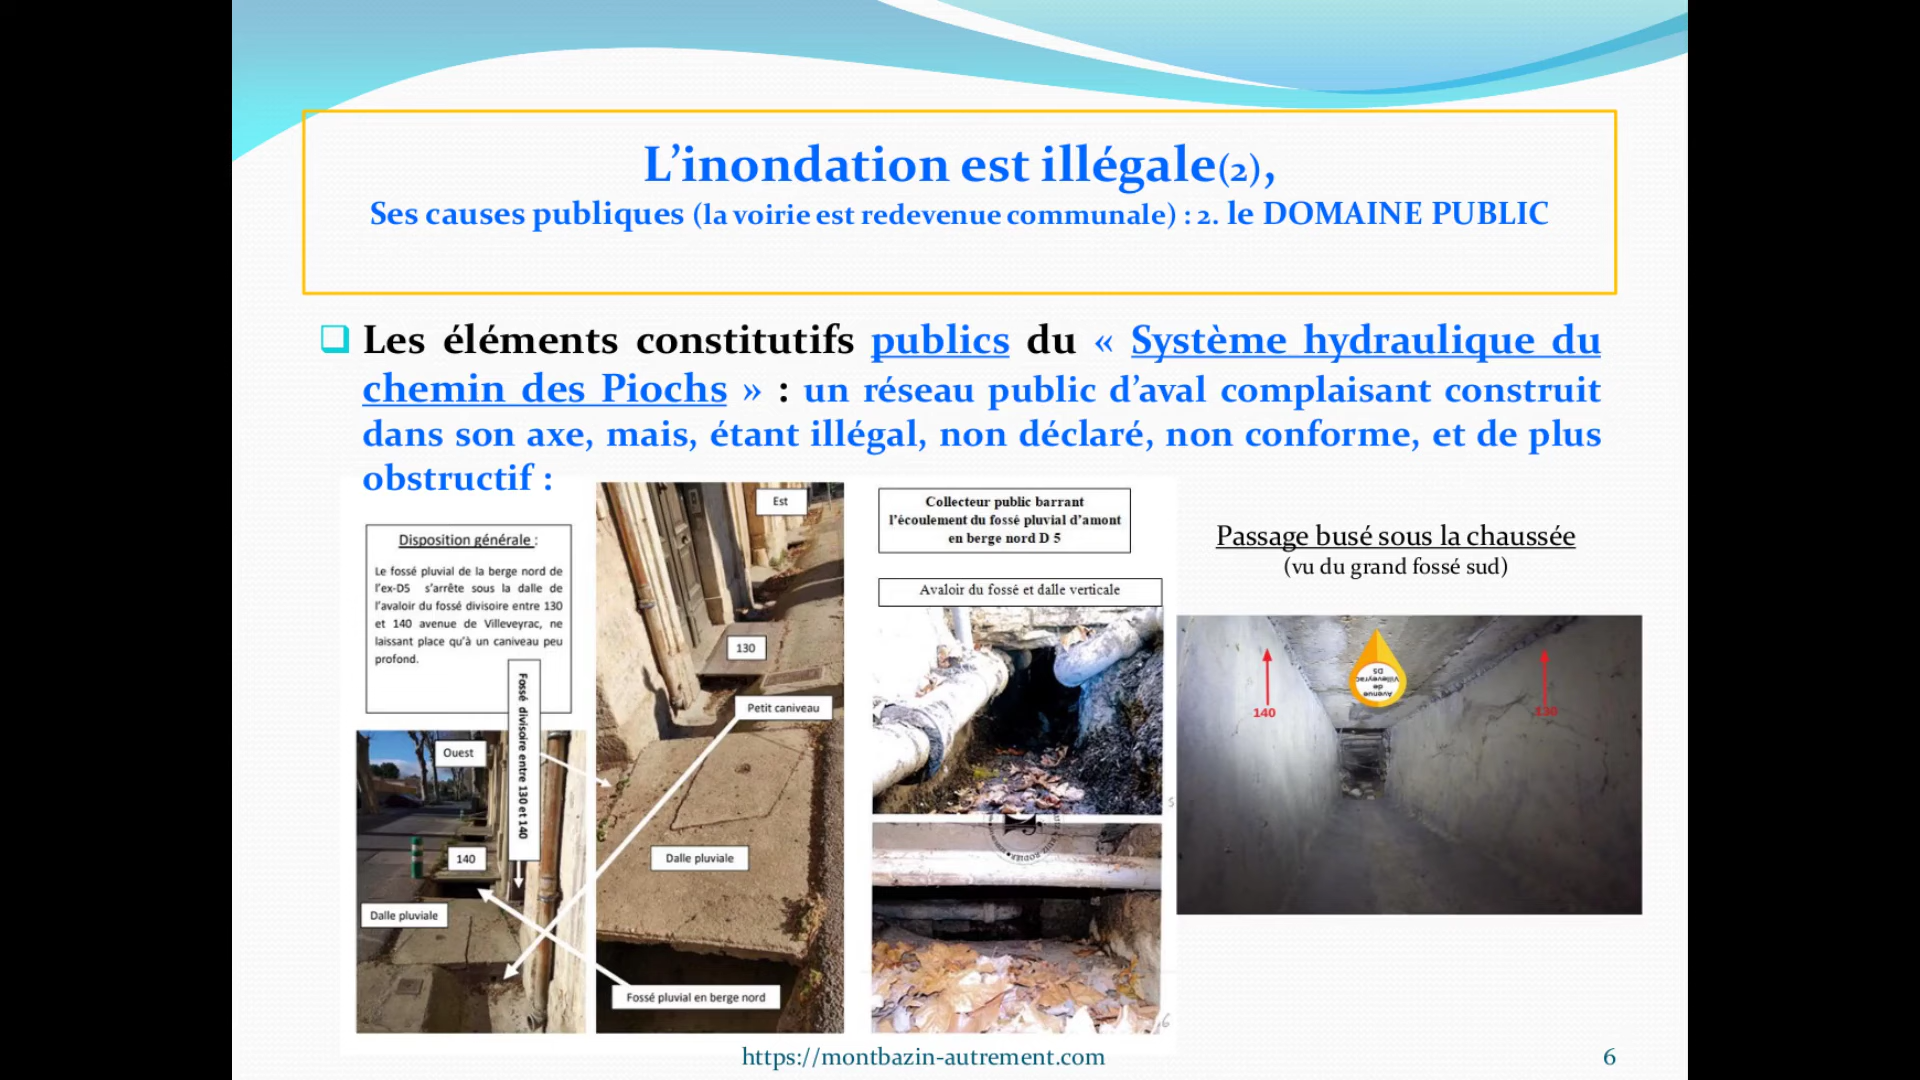 L’inondation est illégale(2),
Ses causes publiques (la voirie est redevenue communale) : 2. le DOMAINE PUBLIC
Les éléments constitutifs publics du « Système hydraulique du
chemin des Piochs » : un réseau public d’aval complaisant construit
dans son axe, mais, étant illégal, non déclaré, non conforme, et de plus
obstructif :
Disposition générale :
Le fossé pluvial de la berge nord de
l’ex-D5 s’arrête sous la dalle de
l’avaloir du fossé divisoire entre 130
et 140 avenue de Villeveyrac, ne
laissant place qu’à un caniveau peu
profond.
Fossé divisoire entre 130 et 140
Ouest
140
Dalle pluviale
Est
130
Petit caniveau
Dalle pluviale
Fossé pluvial en berge nord
Collecteur public barrant
l’écoulement du fossé pluvial d’amont
en berge nord D 5
Avaloir du fossé et dalle verticale
5
6
Passage busé sous la chaussée
(vu du grand fossé sud)
140
Avenue
de
Villeveyrac
D5
130
https://montbazin-autrement.com
6